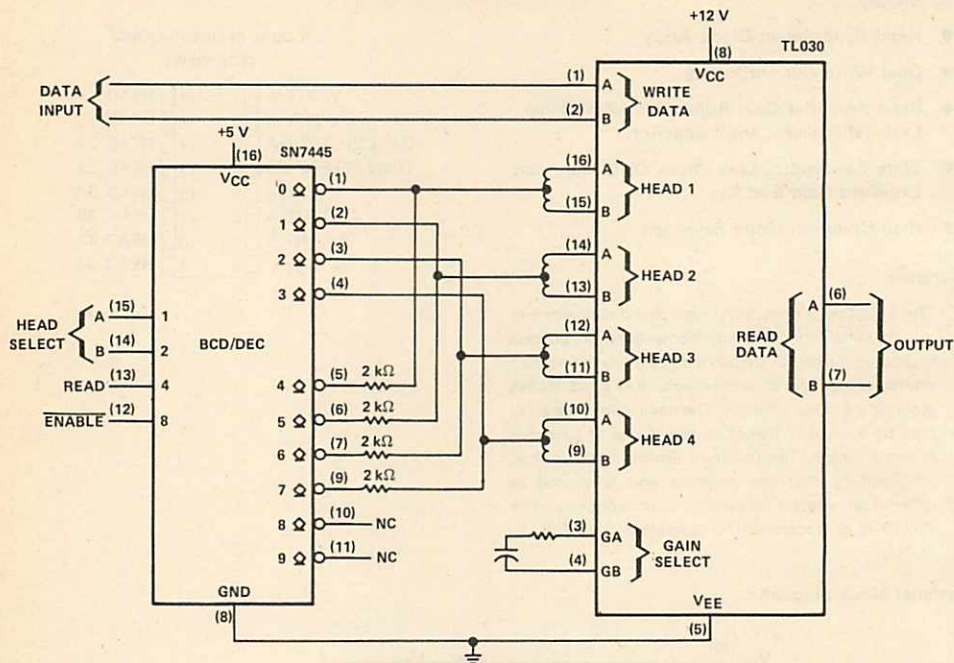 +12 V
TL030
(8)
VCC
(1)
A
WRITE
DATA
(2)
B
DATA
INPUT
+5 V
(16)
SN7445
VCC
0 (1)
1 (2)
2 (3)
3 (4)
(16)
A
HEAD 1
(15)
B
(14)
A
HEAD 2
(13)
B
(12)
A
HEAD 3
(11)
B
(10)
A
HEAD 4
(9)
B
HEAD
SELECT
A (15) 1
B (14) 2
READ (13) 4
ENABLE (12) 8
BCD/DEC
4 (5) 2 kΩ
5 (6) 2 kΩ
6 (7) 2 kΩ
7 (9) 2 kΩ
8 (10) NC
9 (11) NC
READ
DATA
A (6)
B (7)
OUTPUT
(3) GA
(4) GB
GAIN
SELECT
GND
(8)
VEE
(5)